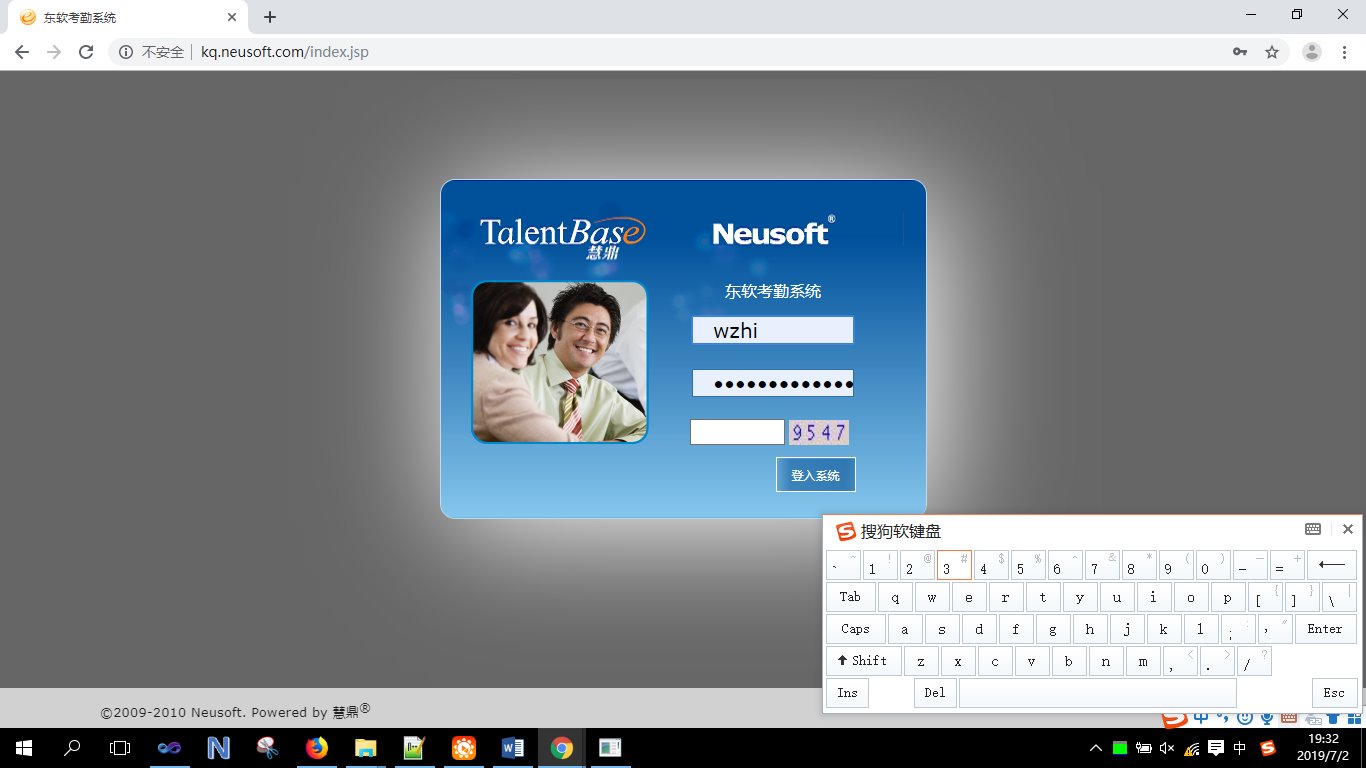 东软考勤系统
不安全 kq.neusoft.com/index.jsp
TalentBase
慧鼎
Neusoft®
东软考勤系统
wzhi
•••••••••••••
9547
登入系统
搜狗软键盘
` ~ 1 ! 2 @ 3 # 4 $ 5 % 6 ^ 7 & 8 * 9 ( 0 ) - _ = +
Tab q w e r t y u i o p [ { ] } \ |
Caps a s d f g h j k l ; : ' " Enter
Shift z x c v b n m , < . > / ?
Ins Del Esc
©2009-2010 Neusoft. Powered by 慧鼎®
中
中
19:32
2019/7/2